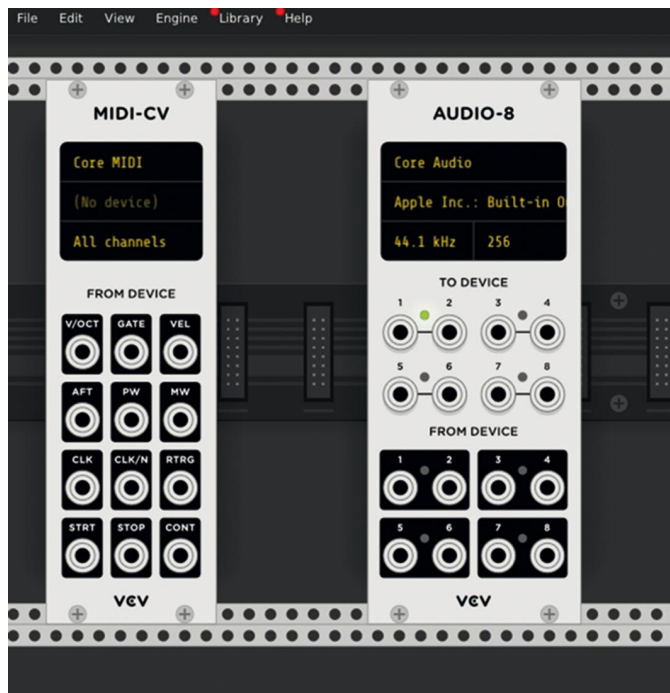 File Edit View Engine Library Help
MIDI-CV
Core MIDI
(No device)
All channels
FROM DEVICE
V/OCT GATE VEL
AFT PW MW
CLK CLK/N RTRG
STRT STOP CONT
VCV
AUDIO-8
Core Audio
Apple Inc.: Built-in O
44.1 kHz 256
TO DEVICE
1 2 3 4
5 6 7 8
FROM DEVICE
1 2 3 4
5 6 7 8
VCV